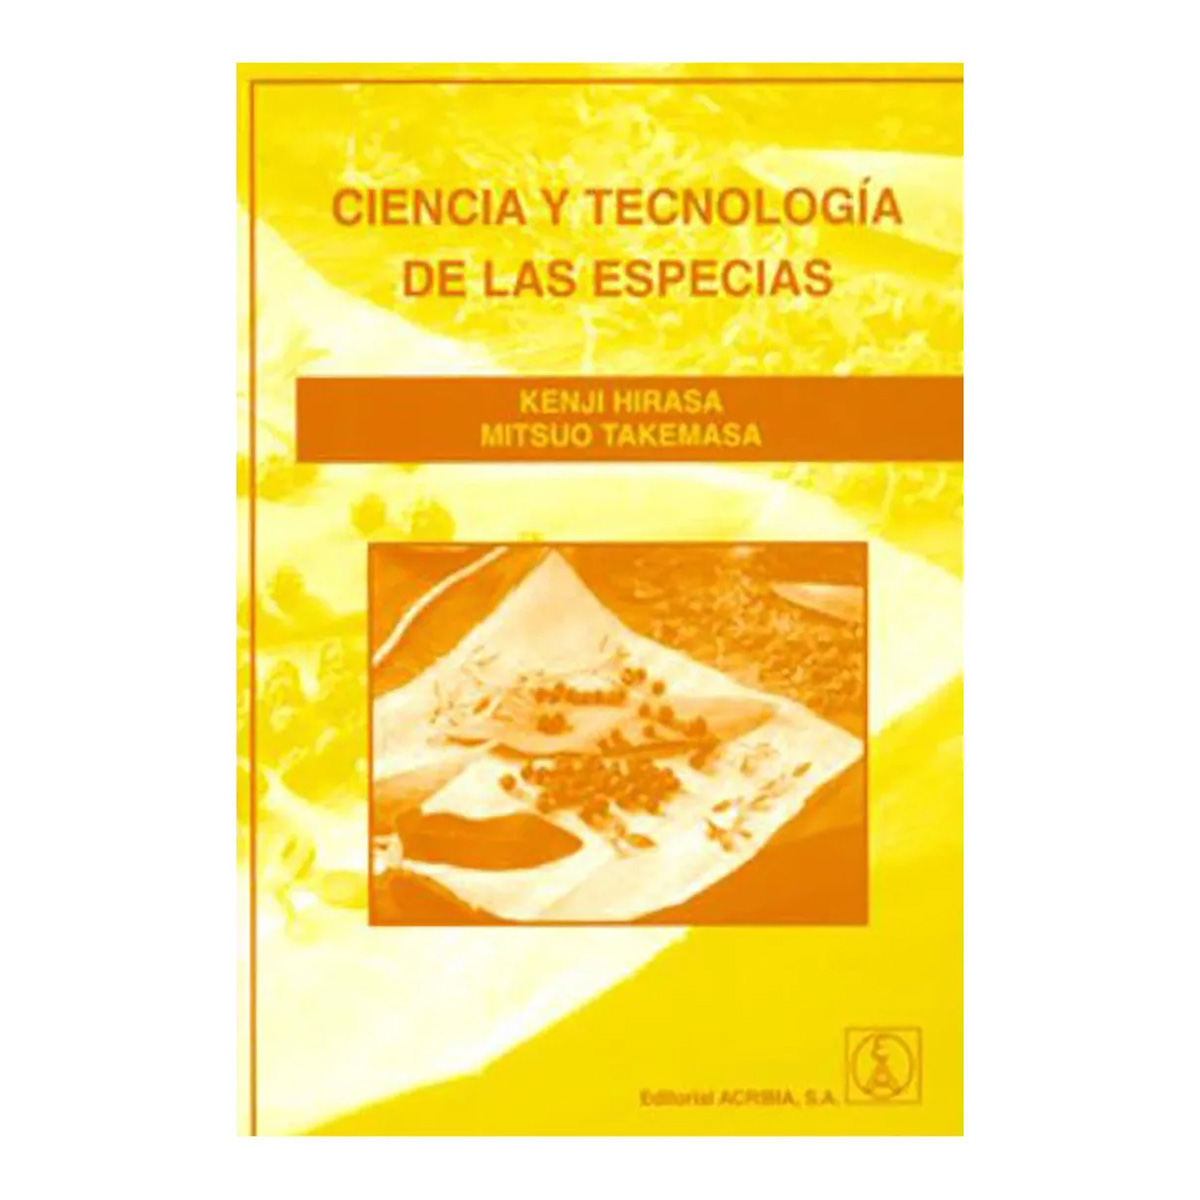 CIENCIA Y TECNOLOGÍA
DE LAS ESPECIAS
KENJI HIRASA
MITSUO TAKEMASA
Editorial ACRIBIA, S.A.
E
A